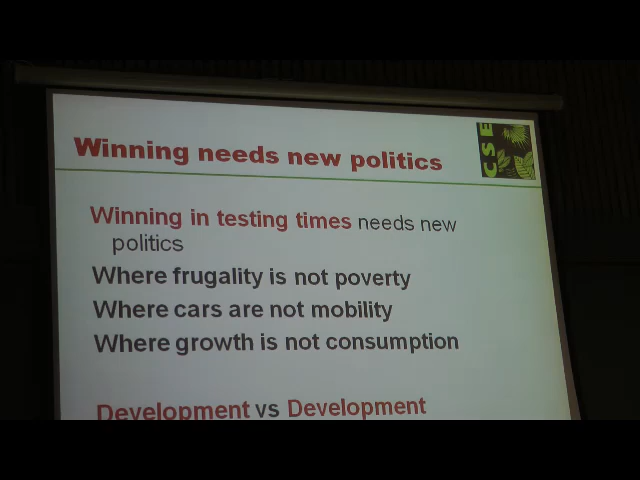 Winning needs new politics
CSE
Winning in testing times needs new
politics
Where frugality is not poverty
Where cars are not mobility
Where growth is not consumption
Development vs Development